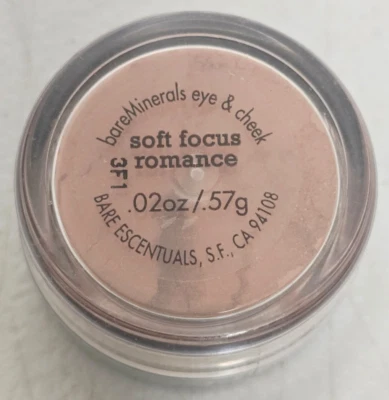 bareMinerals eye & cheek
soft focus
romance
3F1
.02oz/.57g
BARE ESCENTUALS, S.F., CA 94108